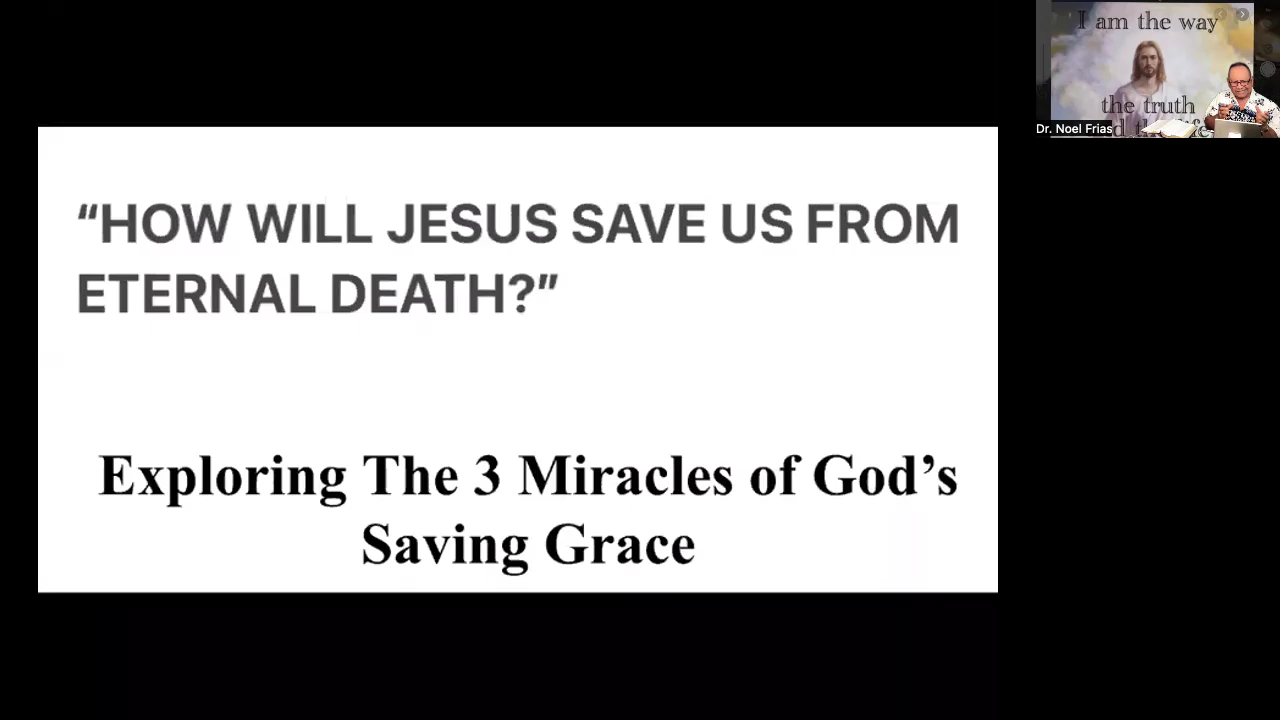 “HOW WILL JESUS SAVE US FROM
ETERNAL DEATH?”
Exploring The 3 Miracles of God’s
Saving Grace
I am the way
the truth
Dr. Noel Frias